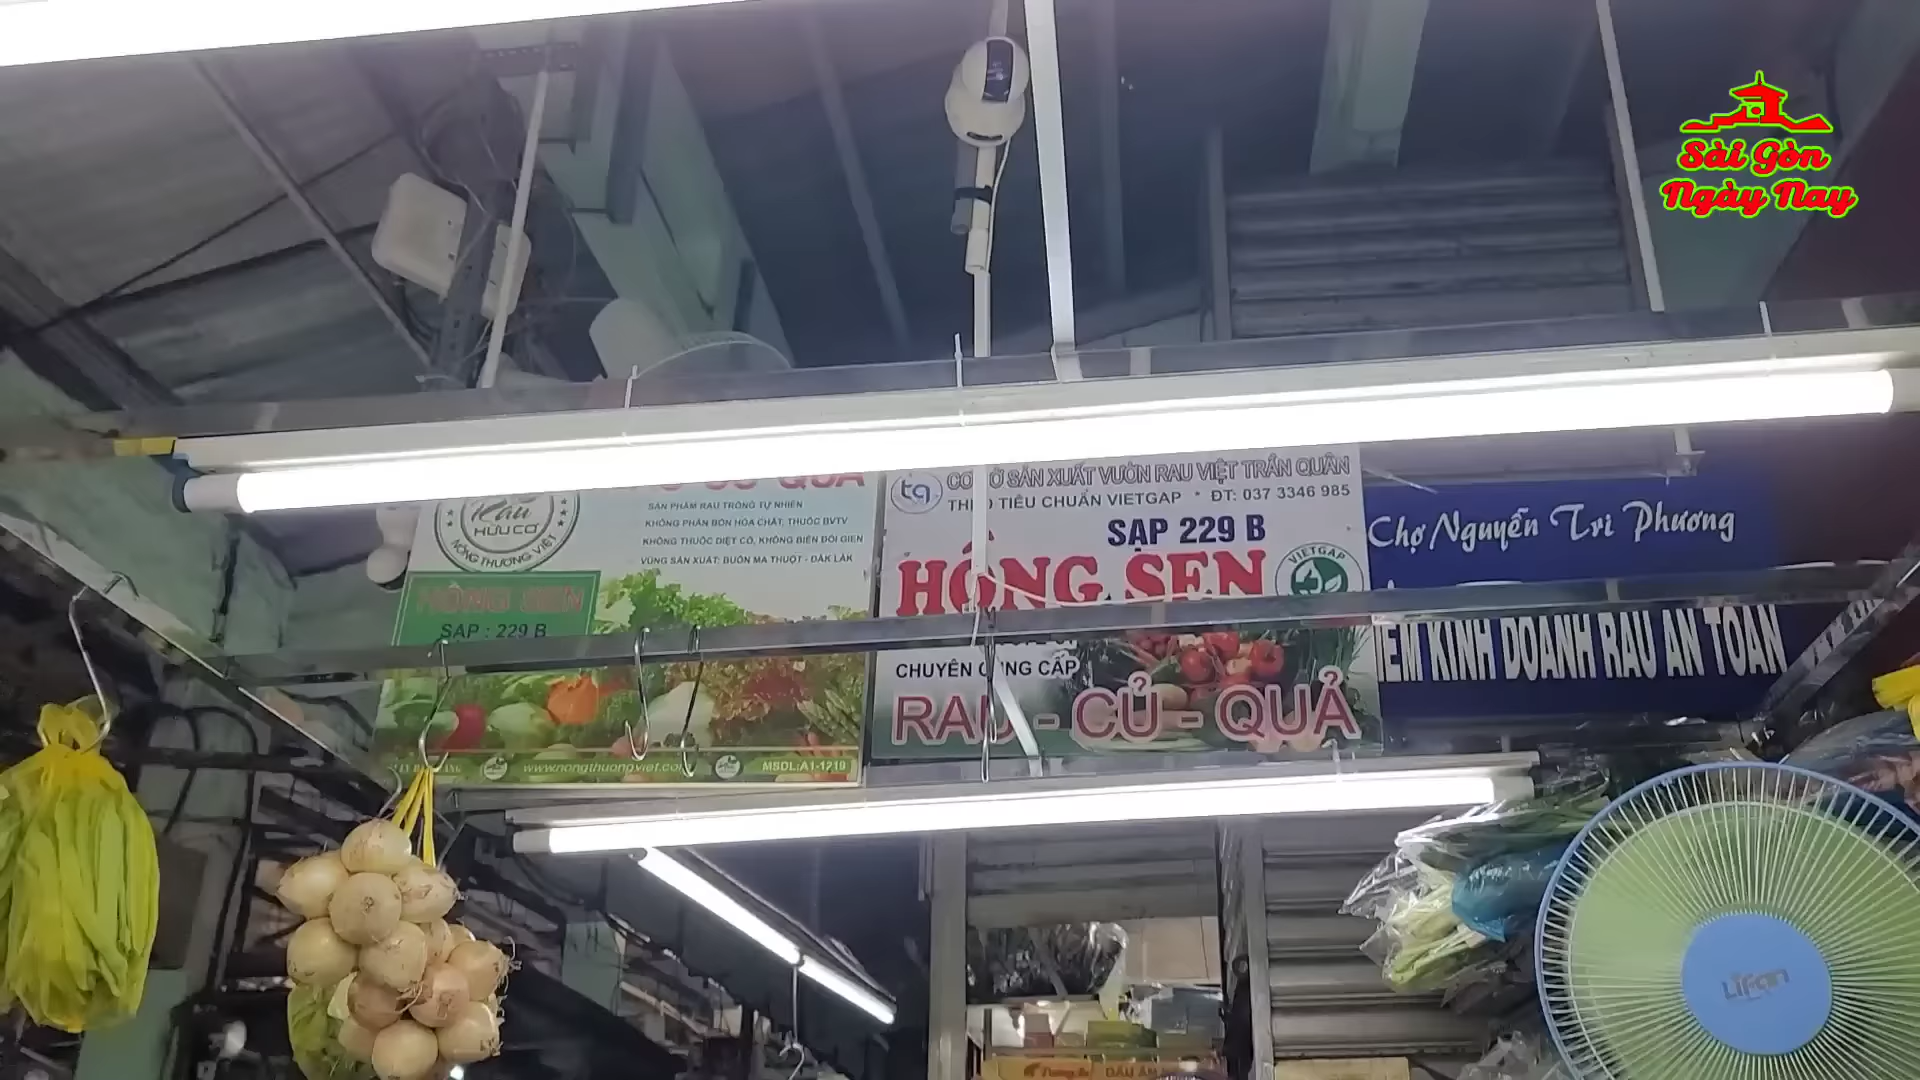 Sài Gòn
Ngày Nay
Rau
HỮU CƠ
NÔNG THƯƠNG VIỆT
SẢN PHẨM RAU TRỒNG TỰ NHIÊN
KHÔNG PHÂN BÓN HÓA CHẤT, THUỐC BVTV
KHÔNG THUỐC DIỆT CỎ, KHÔNG BIẾN ĐỔI GIEN
VÙNG SẢN XUẤT: BUÔN MA THUỘT - ĐĂK LĂK
HỒNG SEN
SẠP : 229 B
www.nongthuongviet.com
MSDL:A1-1219
tq
SẢN XUẤT VƯỜN RAU VIỆT TRẦN QUÂN
THEO TIÊU CHUẨN VIETGAP * ĐT: 037 3346 985
SẠP 229 B
HỒNG SEN
VIETGAP
CHUYÊN CUNG CẤP
RAU - CỦ - QUẢ
Chợ Nguyễn Tri Phương
KINH DOANH RAU AN TOÀN
Lifan